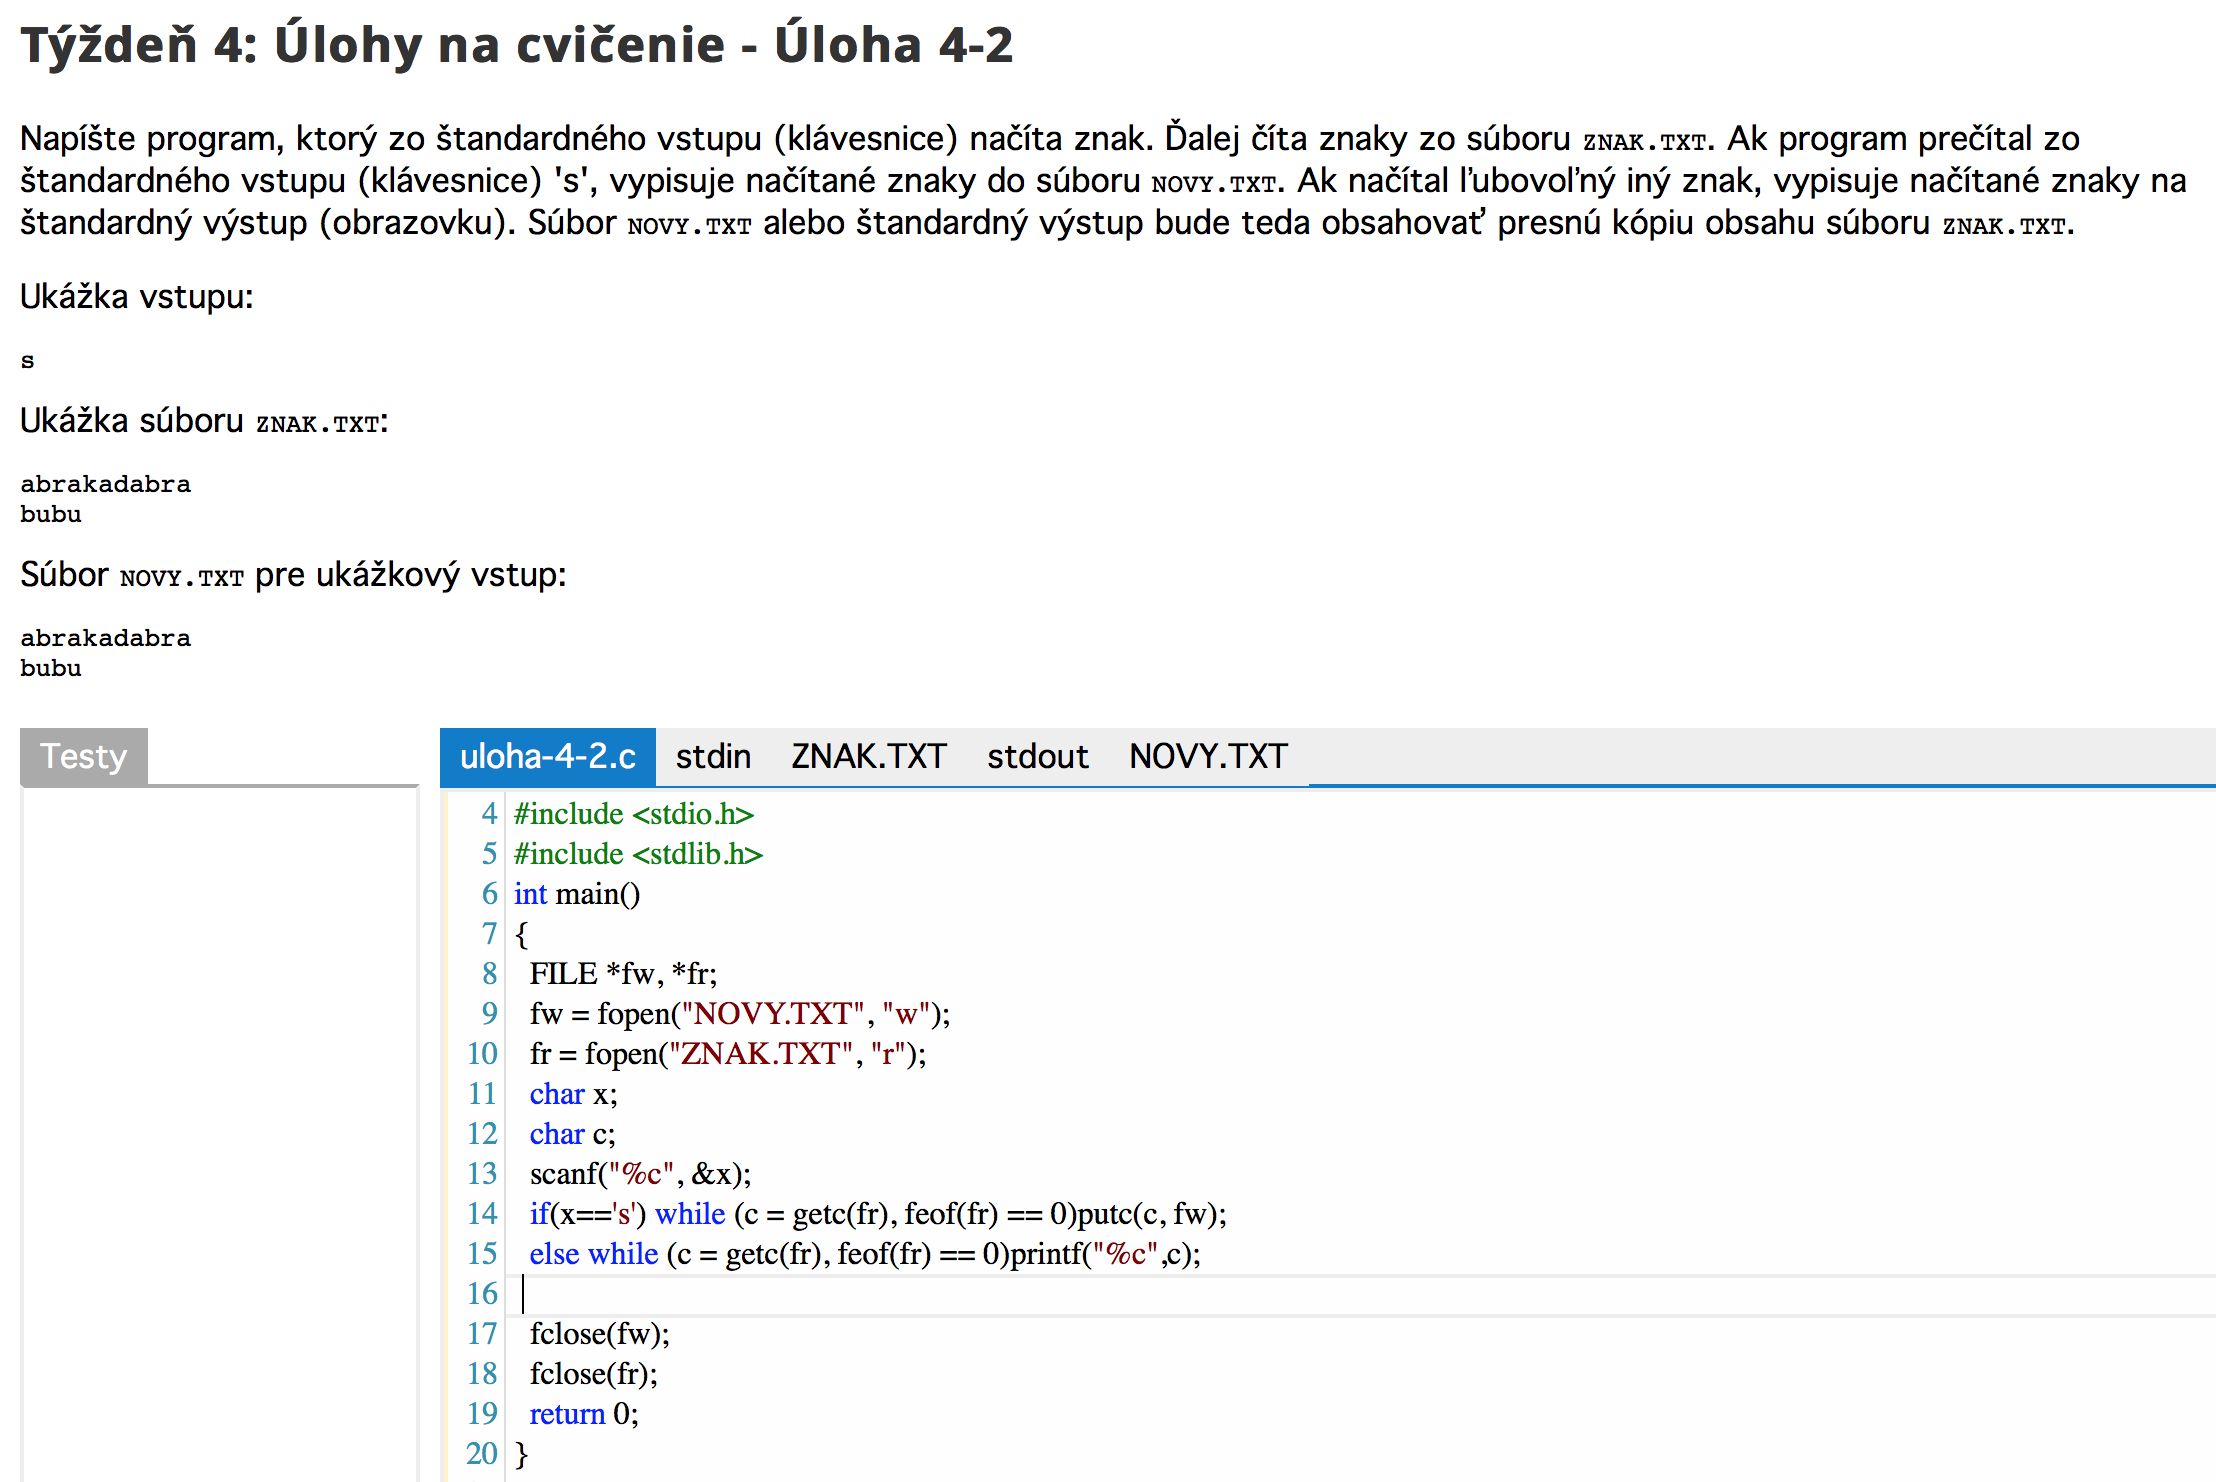 Týždeň 4: Úlohy na cvičenie - Úloha 4-2
Napíšte program, ktorý zo štandardného vstupu (klávesnice) načíta znak. Ďalej číta znaky zo súboru ZNAK.TXT. Ak program prečítal zo
štandardného vstupu (klávesnice) 's', vypisuje načítané znaky do súboru NOVY.TXT. Ak načítal ľubovoľný iný znak, vypisuje načítané znaky na
štandardný výstup (obrazovku). Súbor NOVY.TXT alebo štandardný výstup bude teda obsahovať presnú kópiu obsahu súboru ZNAK.TXT.
Ukážka vstupu:
s
Ukážka súboru ZNAK.TXT:
abrakadabra
bubu
Súbor NOVY.TXT pre ukážkový vstup:
abrakadabra
bubu
Testy
uloha-4-2.c stdin ZNAK.TXT stdout NOVY.TXT
4 #include <stdio.h>
5 #include <stdlib.h>
6 int main()
7 {
8 FILE *fw, *fr;
9 fw = fopen("NOVY.TXT", "w");
10 fr = fopen("ZNAK.TXT", "r");
11 char x;
12 char c;
13 scanf("%c", &x);
14 if(x=='s') while (c = getc(fr), feof(fr) == 0)putc(c, fw);
15 else while (c = getc(fr), feof(fr) == 0)printf("%c",c);
16
17 fclose(fw);
18 fclose(fr);
19 return 0;
20 }